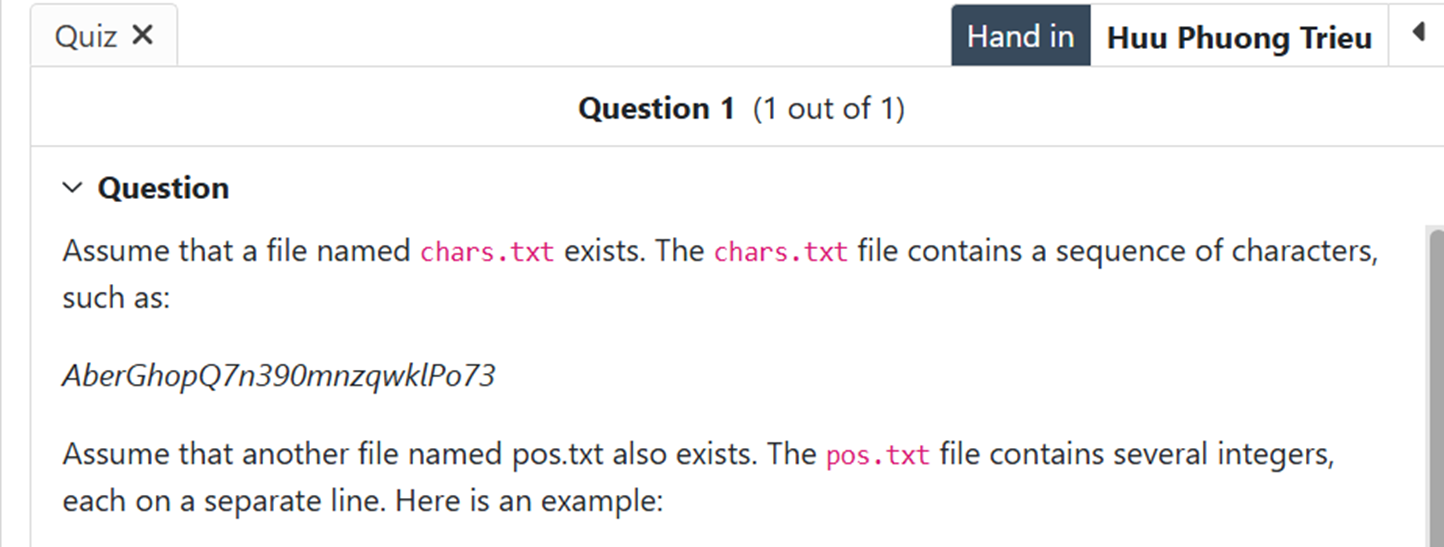 Quiz ✕
Hand in Huu Phuong Trieu
Question 1 (1 out of 1)
Question
Assume that a file named chars.txt exists. The chars.txt file contains a sequence of characters,
such as:
AberGhopQ7n390mnzqwklPo73
Assume that another file named pos.txt also exists. The pos.txt file contains several integers,
each on a separate line. Here is an example: